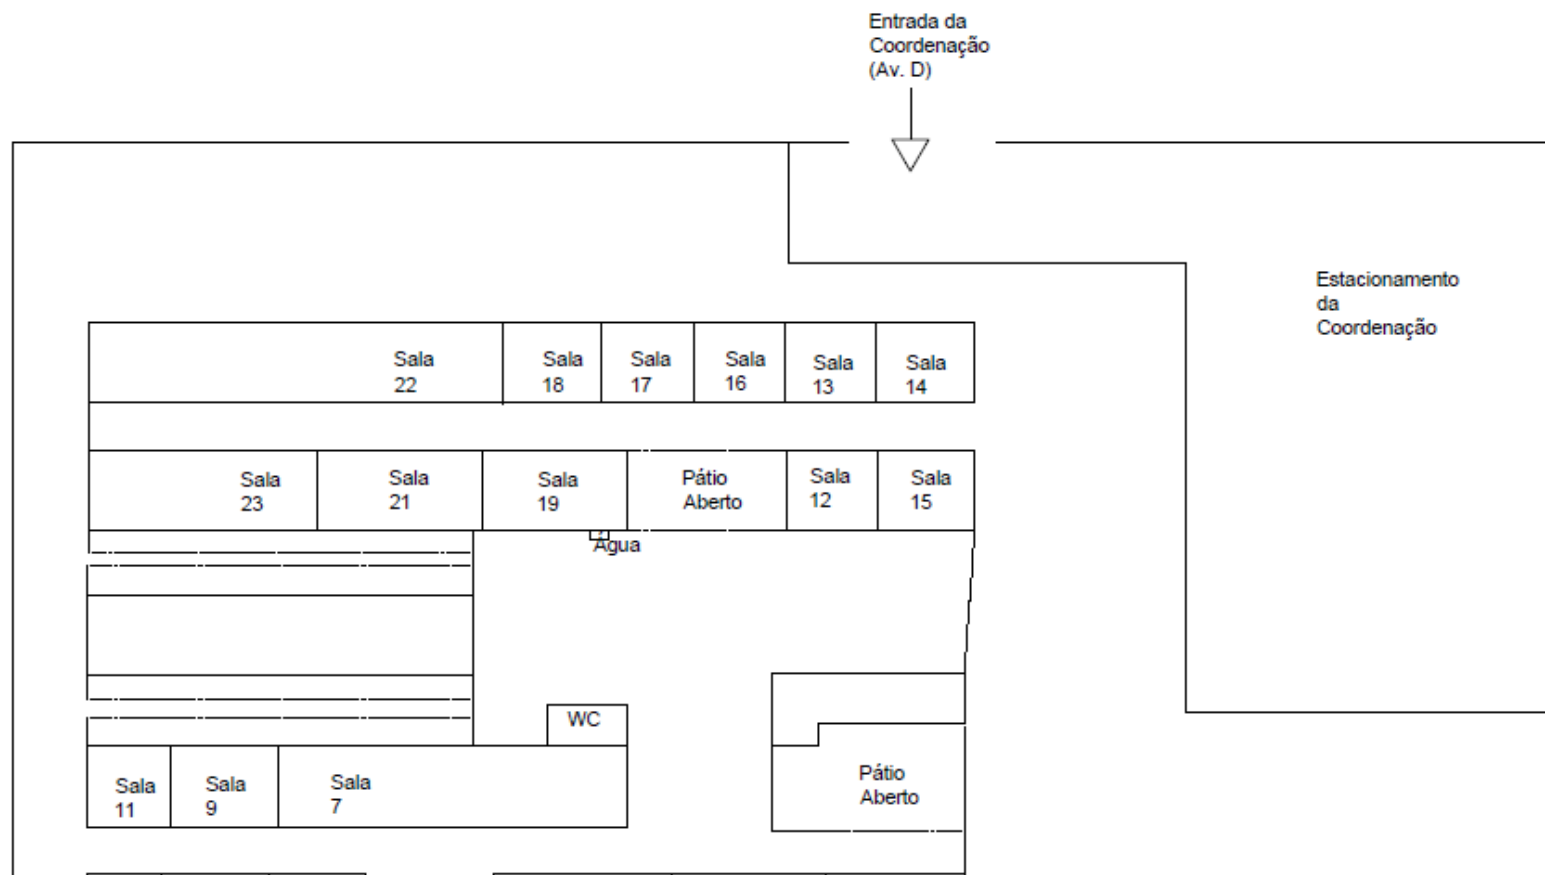 Entrada da
Coordenação
(Av. D)
Estacionamento
da
Coordenação
Sala
22
Sala
18
Sala
17
Sala
16
Sala
13
Sala
14
Sala
23
Sala
21
Sala
19
Pátio
Aberto
Sala
12
Sala
15
Água
WC
Sala
11
Sala
9
Sala
7
Pátio
Aberto